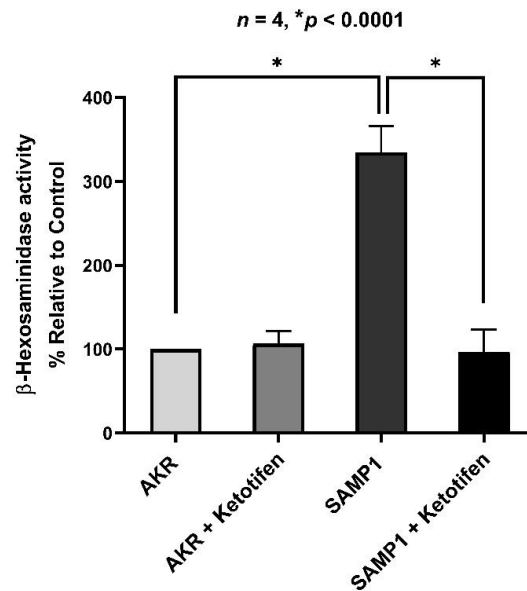 n = 4, *p < 0.0001
* *
β-Hexosaminidase activity
% Relative to Control
400
300
200
100
0
AKR
AKR + Ketotifen
SAMP1
SAMP1 + Ketotifen